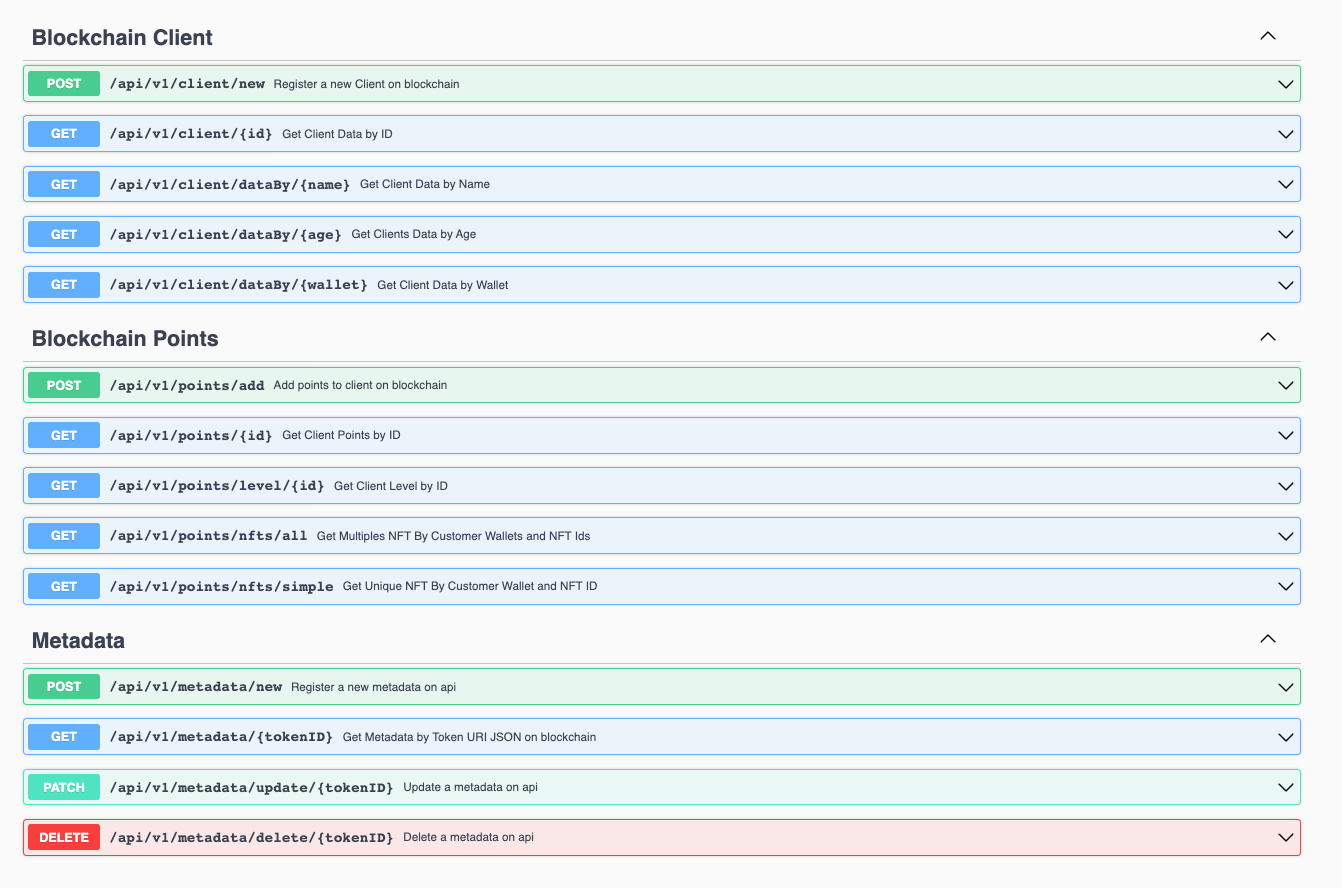 Blockchain Client
POST /api/v1/client/new Register a new Client on blockchain
GET /api/v1/client/{id} Get Client Data by ID
GET /api/v1/client/dataBy/{name} Get Client Data by Name
GET /api/v1/client/dataBy/{age} Get Clients Data by Age
GET /api/v1/client/dataBy/{wallet} Get Client Data by Wallet
Blockchain Points
POST /api/v1/points/add Add points to client on blockchain
GET /api/v1/points/{id} Get Client Points by ID
GET /api/v1/points/level/{id} Get Client Level by ID
GET /api/v1/points/nfts/all Get Multiples NFT By Customer Wallets and NFT Ids
GET /api/v1/points/nfts/simple Get Unique NFT By Customer Wallet and NFT ID
Metadata
POST /api/v1/metadata/new Register a new metadata on api
GET /api/v1/metadata/{tokenID} Get Metadata by Token URI JSON on blockchain
PATCH /api/v1/metadata/update/{tokenID} Update a metadata on api
DELETE /api/v1/metadata/delete/{tokenID} Delete a metadata on api